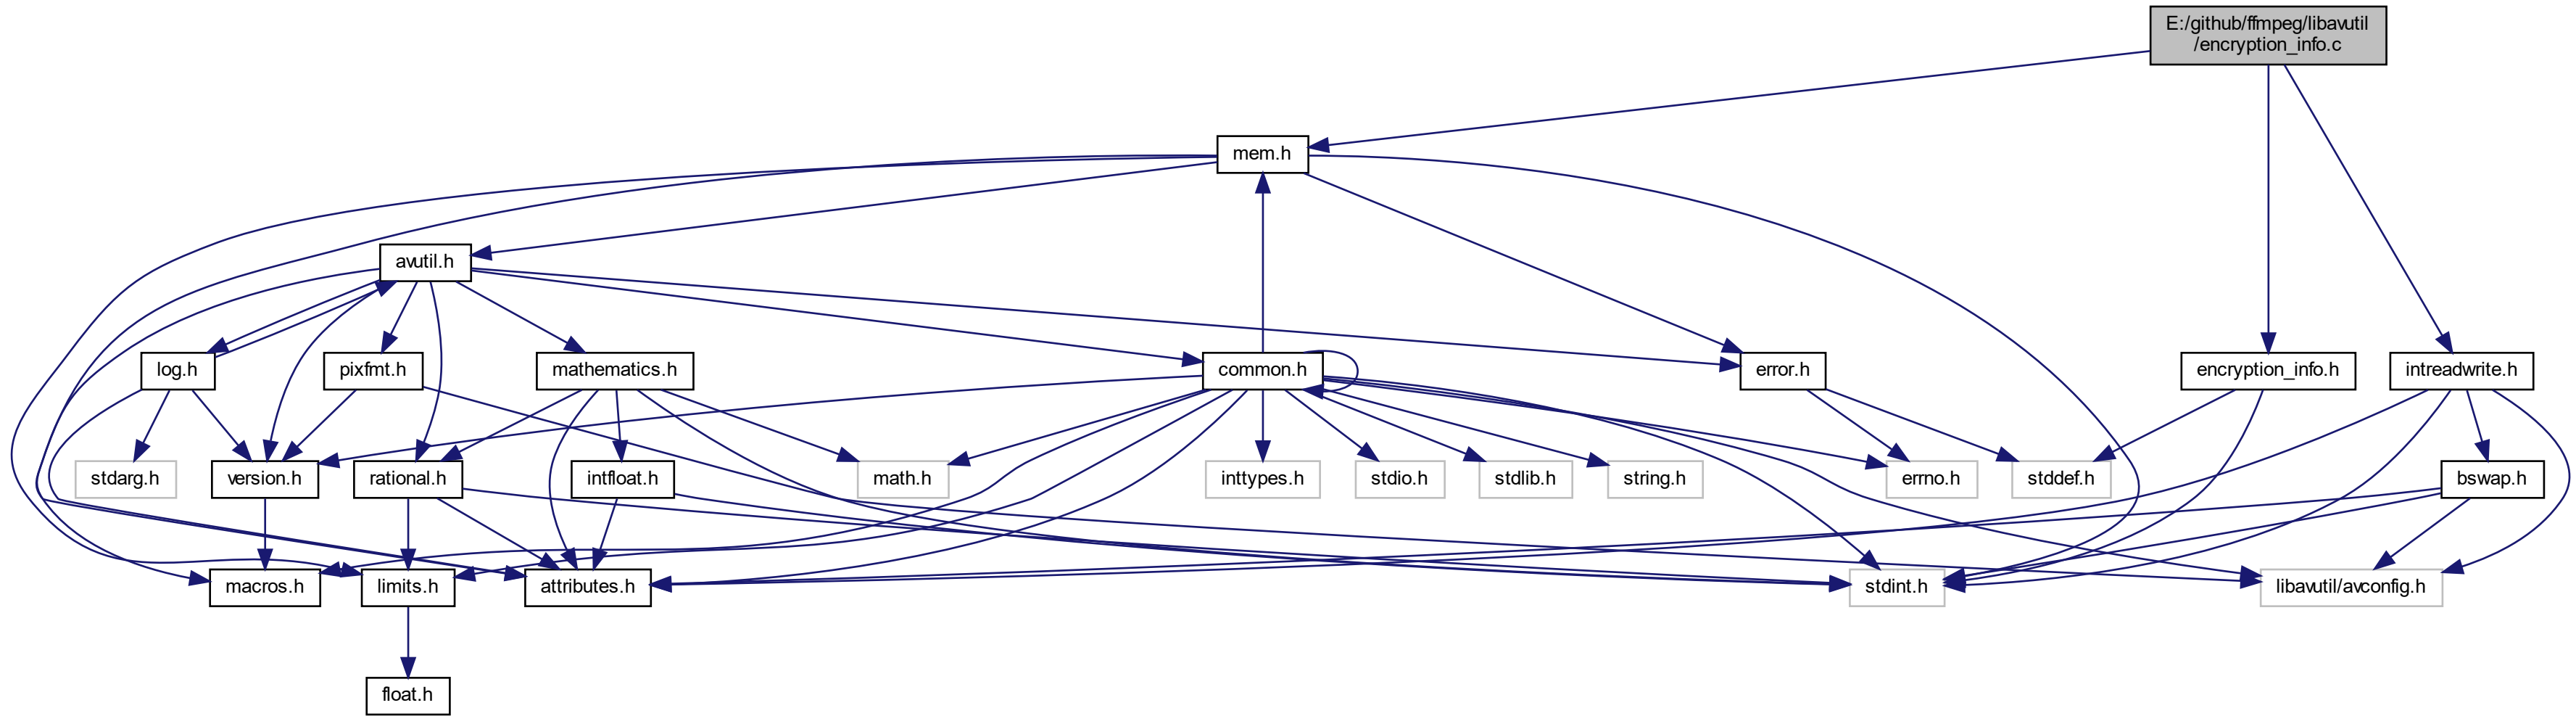 E:/github/ffmpeg/libavutil
/encryption_info.c
mem.h
avutil.h
log.h
pixfmt.h
mathematics.h
common.h
error.h
encryption_info.h
intreadwrite.h
stdarg.h
version.h
rational.h
intfloat.h
math.h
inttypes.h
stdio.h
stdlib.h
string.h
errno.h
stddef.h
bswap.h
macros.h
limits.h
attributes.h
stdint.h
libavutil/avconfig.h
float.h